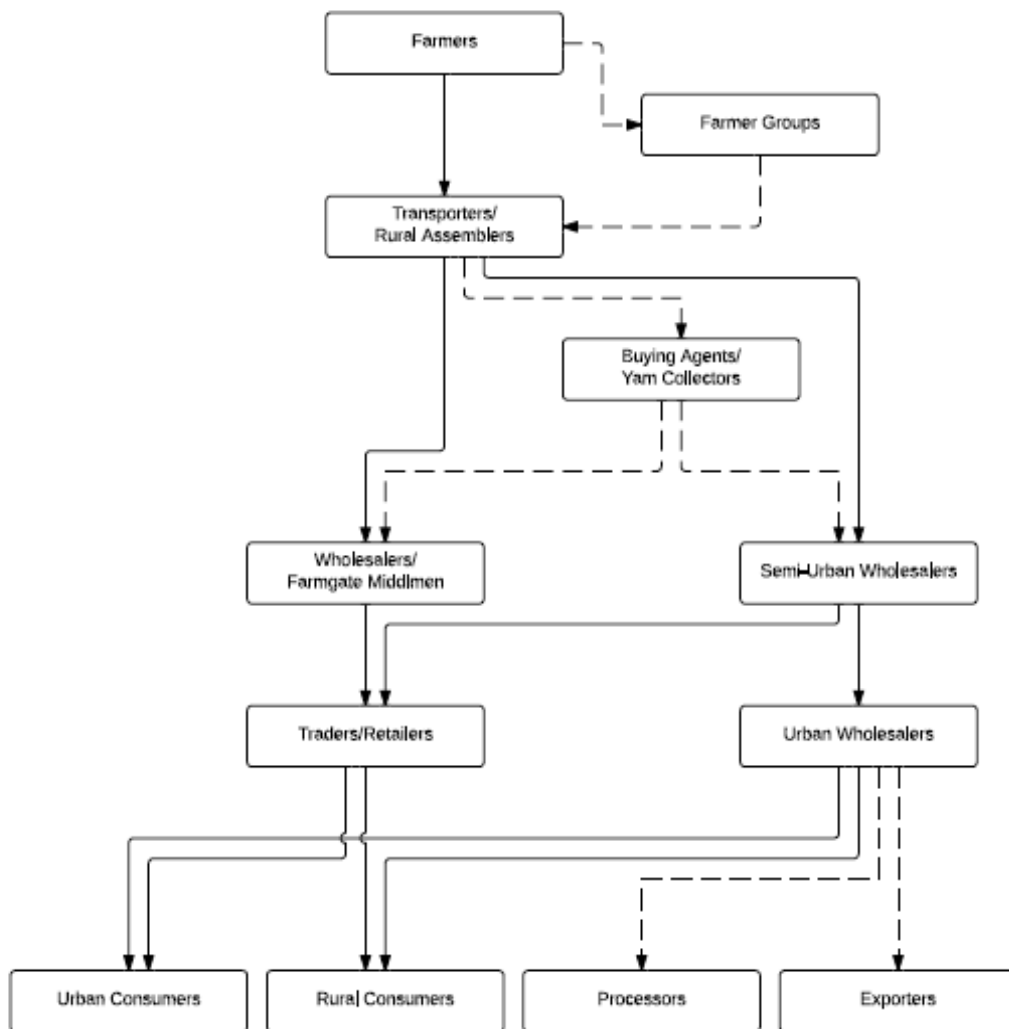 Farmers
Farmer Groups
Transporters/
Rural Assemblers
Buying Agents/
Yam Collectors
Wholesalers/
Farmgate Middlmen
Semi-Urban Wholesalers
Traders/Retailers
Urban Wholesalers
Urban Consumers
Rural Consumers
Processors
Exporters